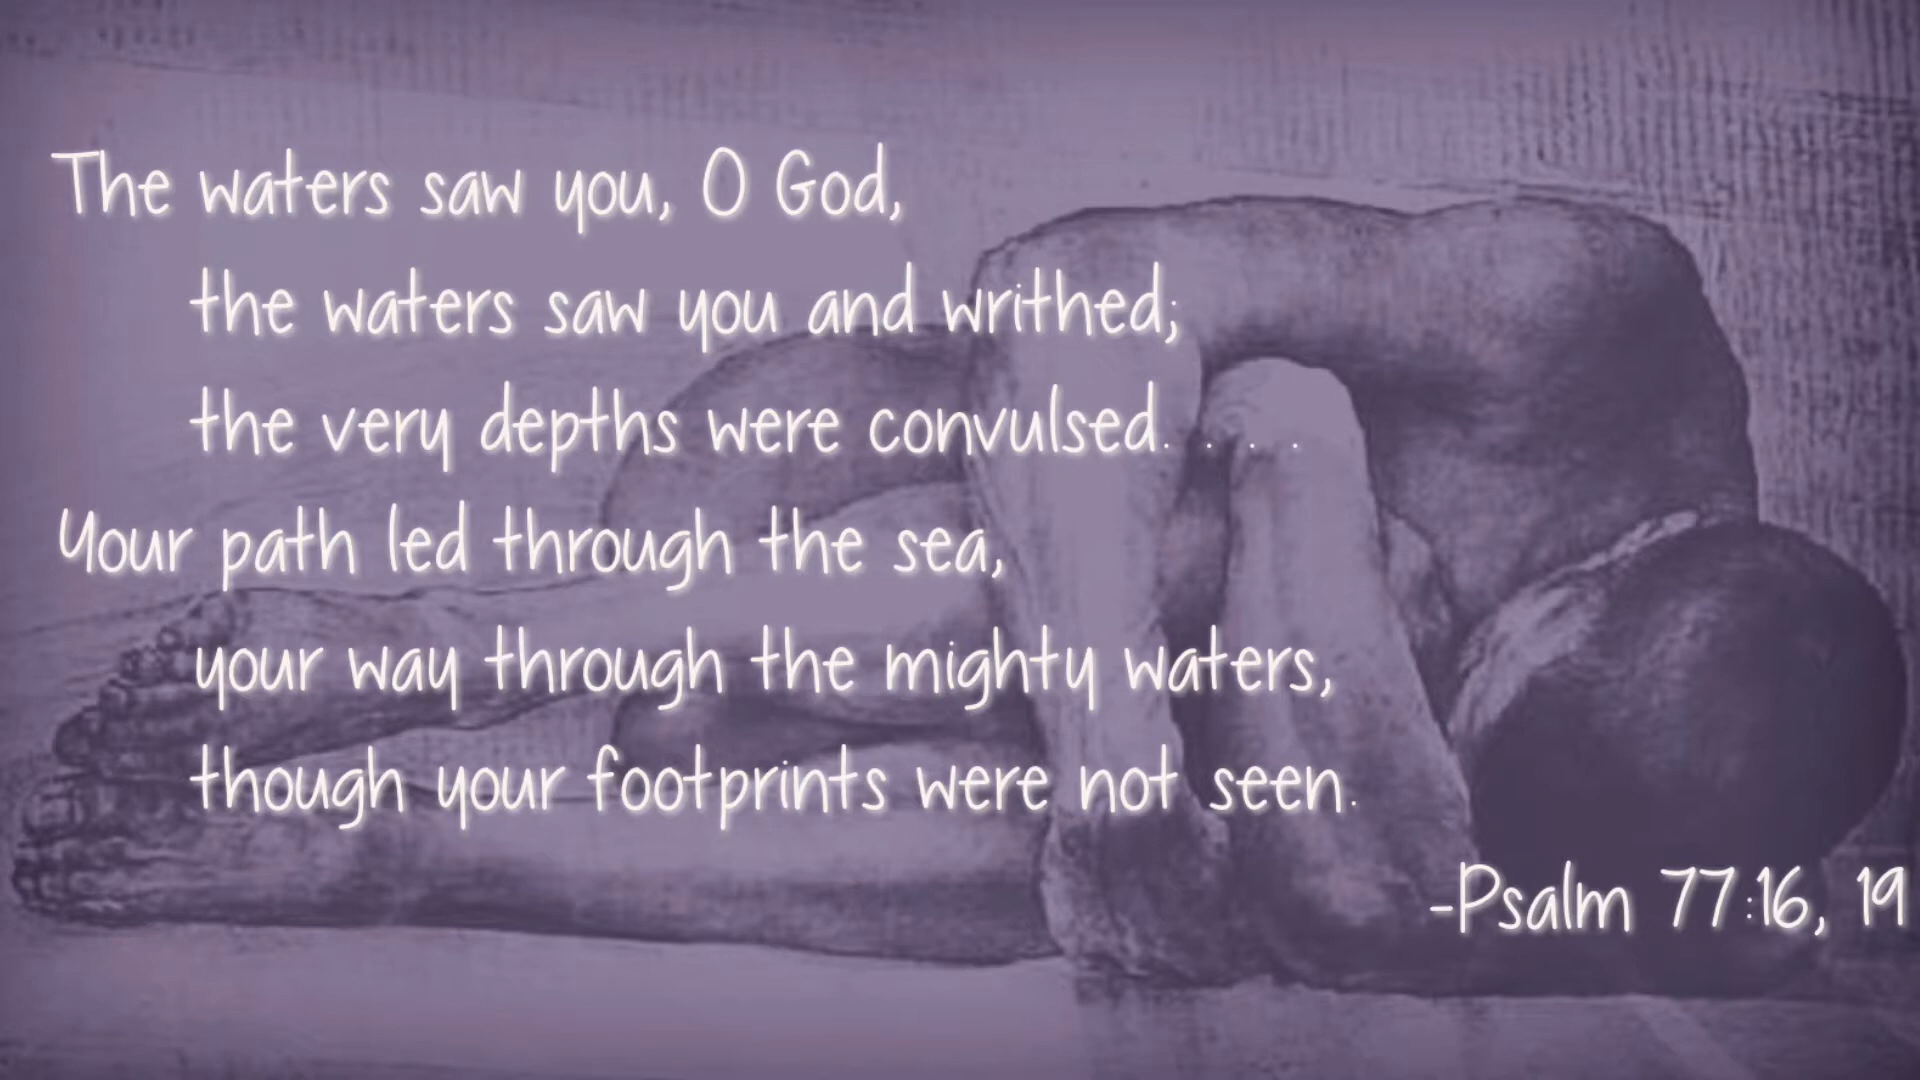 The waters saw you, O God,
the waters saw you and writhed;
the very depths were convulsed. . . . .
Your path led through the sea,
your way through the mighty waters,
though your footprints were not seen.
-Psalm 77:16, 19